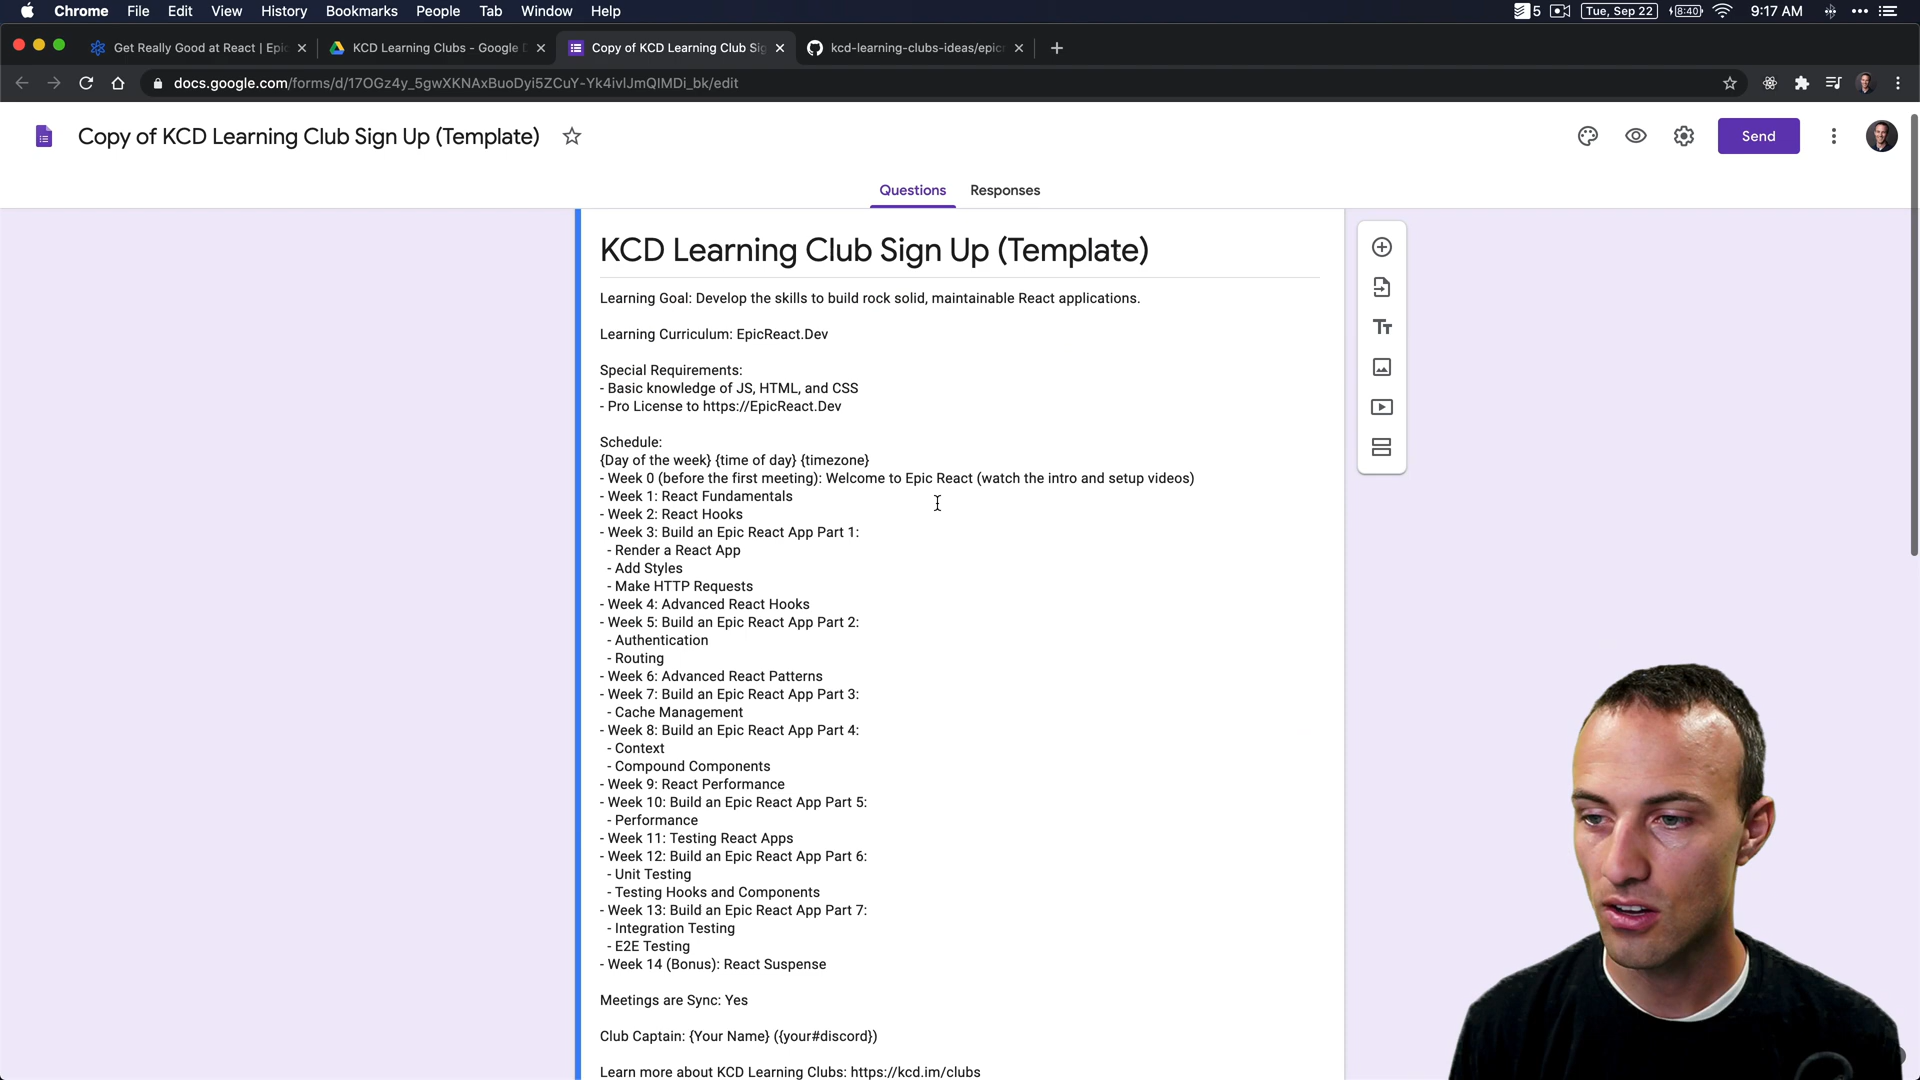 Chrome File Edit View History Bookmarks People Tab Window Help
5 Tue, Sep 22 (8:40) 9:17 AM
Get Really Good at React | Epic
KCD Learning Clubs - Google D
Copy of KCD Learning Club Sig
kcd-learning-clubs-ideas/epicr
docs.google.com/forms/d/17OGz4y_5gwXKNAxBuoDyi5ZCuY-Yk4ivlJmQIMDi_bk/edit
Copy of KCD Learning Club Sign Up (Template)
Send
Questions Responses
KCD Learning Club Sign Up (Template)
Learning Goal: Develop the skills to build rock solid, maintainable React applications.
Learning Curriculum: EpicReact.Dev
Special Requirements:
- Basic knowledge of JS, HTML, and CSS
- Pro License to https://EpicReact.Dev
Schedule:
{Day of the week} {time of day} {timezone}
- Week 0 (before the first meeting): Welcome to Epic React (watch the intro and setup videos)
- Week 1: React Fundamentals
- Week 2: React Hooks
- Week 3: Build an Epic React App Part 1:
- Render a React App
- Add Styles
- Make HTTP Requests
- Week 4: Advanced React Hooks
- Week 5: Build an Epic React App Part 2:
- Authentication
- Routing
- Week 6: Advanced React Patterns
- Week 7: Build an Epic React App Part 3:
- Cache Management
- Week 8: Build an Epic React App Part 4:
- Context
- Compound Components
- Week 9: React Performance
- Week 10: Build an Epic React App Part 5:
- Performance
- Week 11: Testing React Apps
- Week 12: Build an Epic React App Part 6:
- Unit Testing
- Testing Hooks and Components
- Week 13: Build an Epic React App Part 7:
- Integration Testing
- E2E Testing
- Week 14 (Bonus): React Suspense
Meetings are Sync: Yes
Club Captain: {Your Name} ({your#discord})
Learn more about KCD Learning Clubs: https://kcd.im/clubs